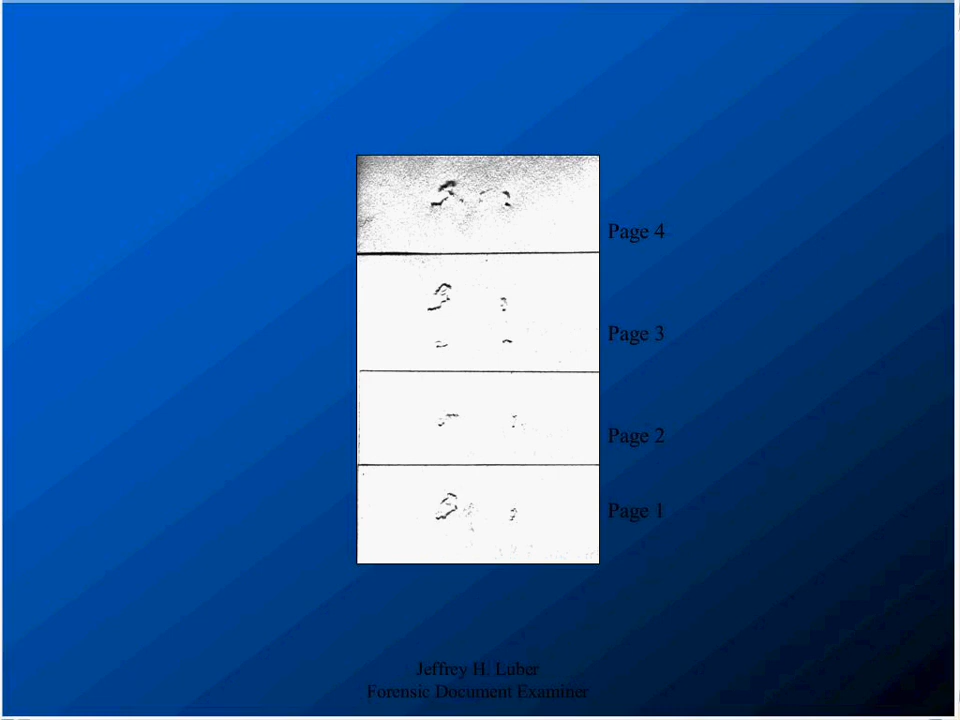 Page 4
Page 3
Page 2
Page 1
Jeffrey H. Luber
Forensic Document Examiner